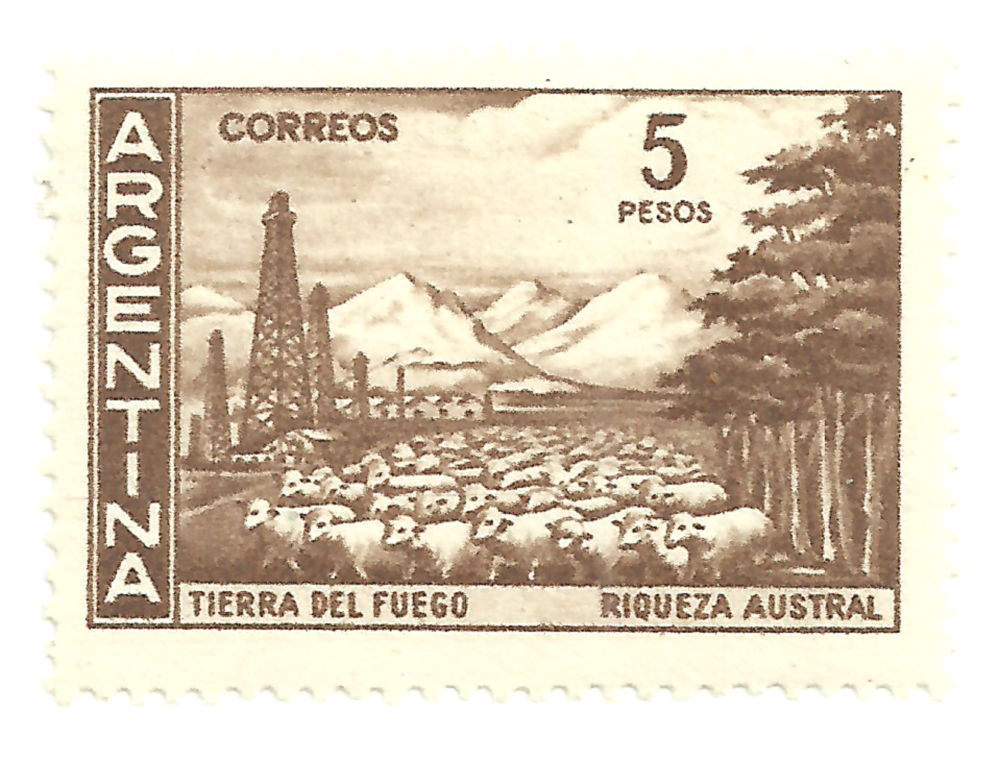 ARGENTINA
CORREOS
5
PESOS
TIERRA DEL FUEGO
RIQUEZA AUSTRAL